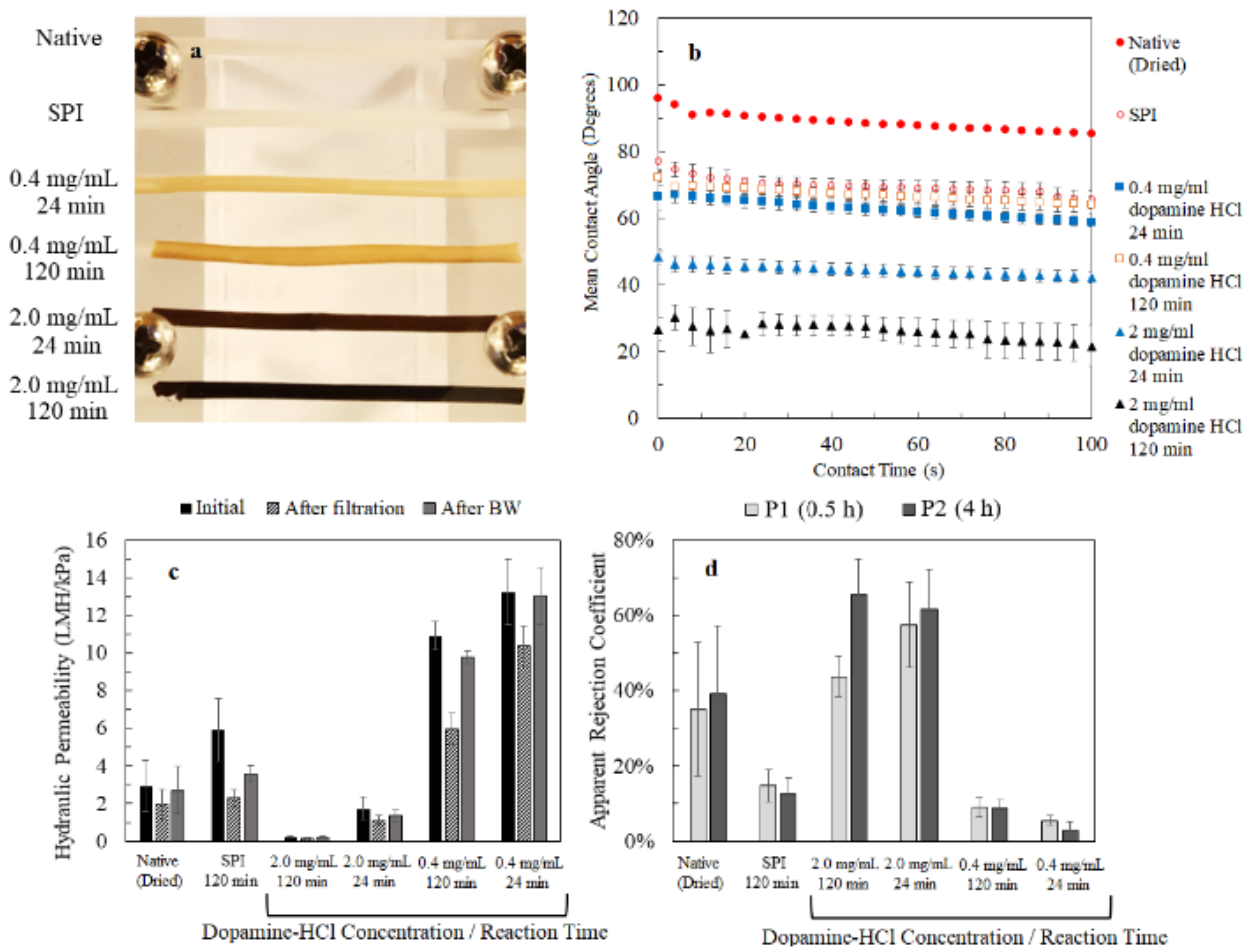 Native
SPI
0.4 mg/mL
24 min
0.4 mg/mL
120 min
2.0 mg/mL
24 min
2.0 mg/mL
120 min
a
b
Mean Contact Angle (Degrees)
120
100
80
60
40
20
0
0 20 40 60 80 100
Contact Time (s)
Native
(Dried)
SPI
0.4 mg/ml
dopamine HCl
24 min
0.4 mg/ml
dopamine HCl
120 min
2 mg/ml
dopamine HCl
24 min
2 mg/ml
dopamine HCl
120 min
Initial After filtration After BW
c
Hydraulic Permeability (LMH/kPa)
16
14
12
10
8
6
4
2
0
Native SPI 2.0 mg/mL 2.0 mg/mL 0.4 mg/mL 0.4 mg/mL
(Dried) 120 min 120 min 24 min 120 min 24 min
Dopamine-HCl Concentration / Reaction Time
P1 (0.5 h) P2 (4 h)
d
Apparent Rejection Coefficient
80%
60%
40%
20%
0%
Native SPI 2.0 mg/mL 2.0 mg/mL 0.4 mg/mL 0.4 mg/mL
(Dried) 120 min 120 min 24 min 120 min 24 min
Dopamine-HCl Concentration / Reaction Time